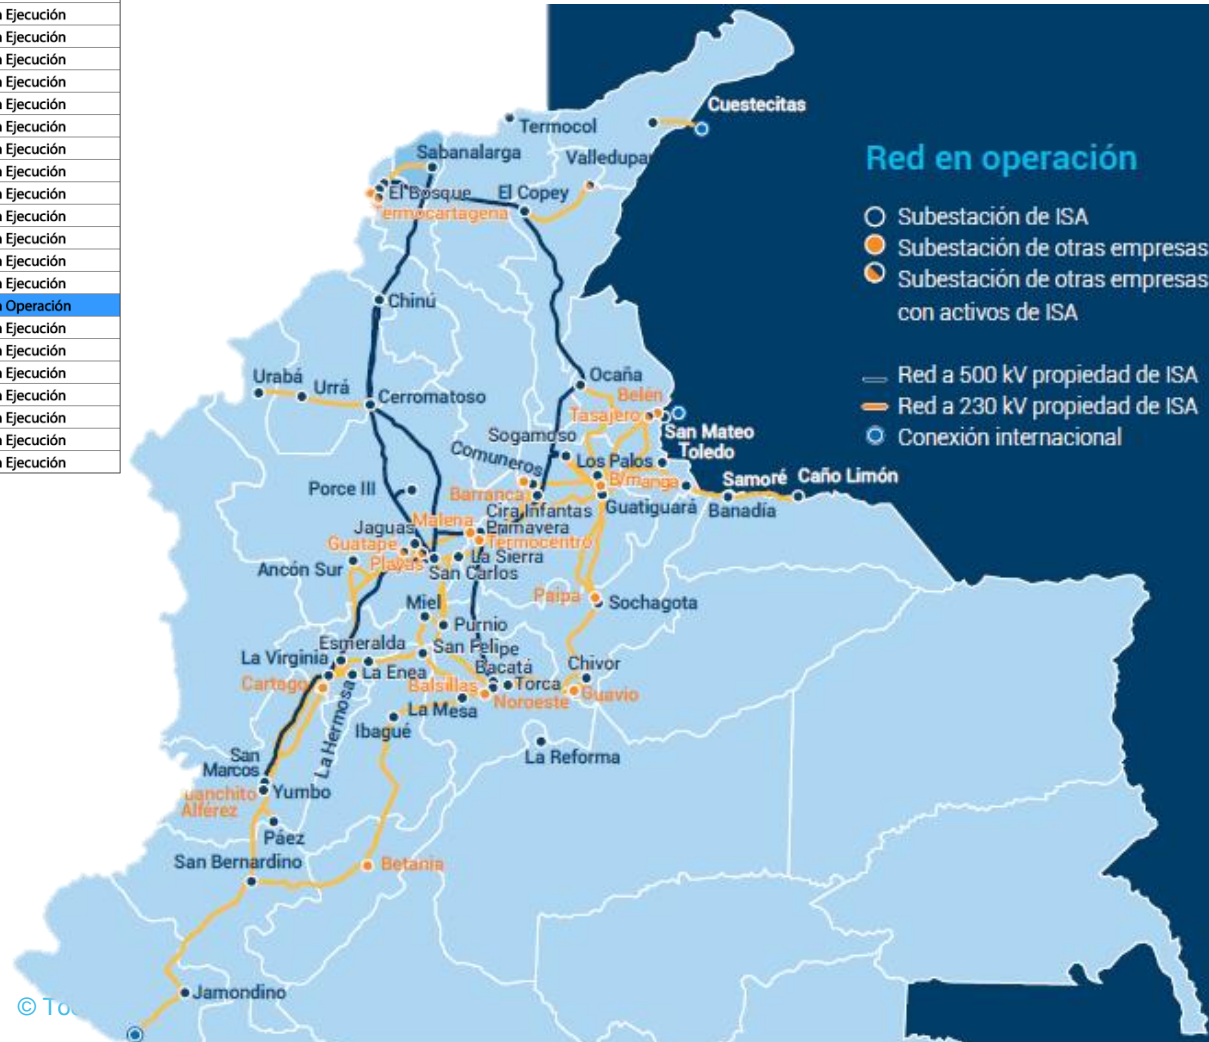 Ejecución
Ejecución
Ejecución
Ejecución
Ejecución
Ejecución
Ejecución
Ejecución
Ejecución
Ejecución
Ejecución
Ejecución
Ejecución
Operación
Ejecución
Ejecución
Ejecución
Ejecución
Ejecución
Ejecución
Ejecución
Cuestecitas
Termocol
Sabanalarga
Valledupar
El Bosque
El Copey
Termocartagena
Red en operación
Subestación de ISA
Subestación de otras empresas
Subestación de otras empresas
con activos de ISA
Red a 500 kV propiedad de ISA
Red a 230 kV propiedad de ISA
Conexión internacional
Chinú
Urabá
Urrá
Cerromatoso
Ocaña
Belén
Tasajero
San Mateo
Toledo
Sogamoso
Comuneros
Los Palos
B/manga
Samoré
Caño Limón
Porce III
Barranca
Cira Infantas
Guatiguará
Banadía
Malena
Primavera
Jaguas
Guatape
Termocentro
Playas
La Sierra
Ancón Sur
San Carlos
Miel
Paipa
Sochagota
Purnio
Esmeralda
San Felipe
La Virginia
La Enea
Bacatá
Chivor
Cartago
Balsillas
Torca
Guavio
La Hermosa
La Mesa
Noroeste
Ibagué
La Reforma
San
Marcos
Yumbo
uanchito
Alférez
Páez
San Bernardino
Betania
Jamondino
©